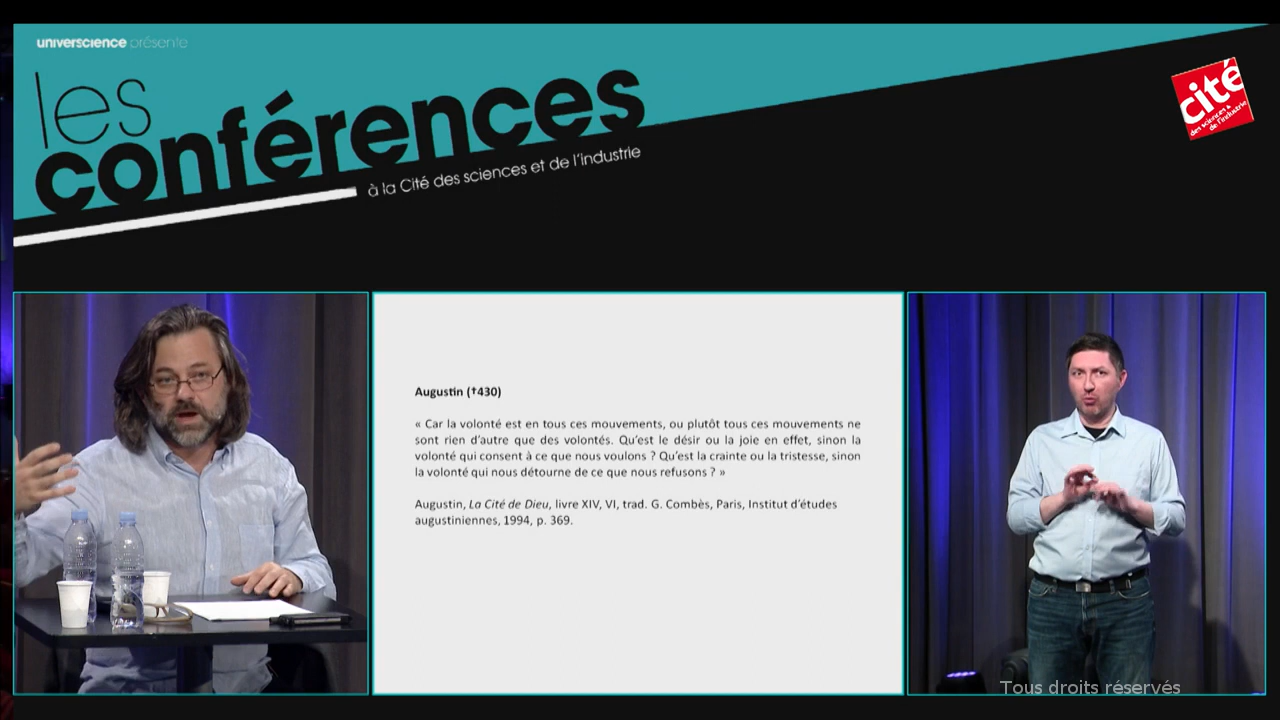 universcience présente
les
conférences
à la Cité des sciences et de l'industrie
cité
des sciences &
de l'industrie
Augustin (†430)
« Car la volonté est en tous ces mouvements, ou plutôt tous ces mouvements ne
sont rien d'autre que des volontés. Qu'est le désir ou la joie en effet, sinon la
volonté qui consent à ce que nous voulons ? Qu'est la crainte ou la tristesse, sinon
la volonté qui nous détourne de ce que nous refusons ? »
Augustin, La Cité de Dieu, livre XIV, VI, trad. G. Combès, Paris, Institut d'études
augustiniennes, 1994, p. 369.
Tous droits réservés